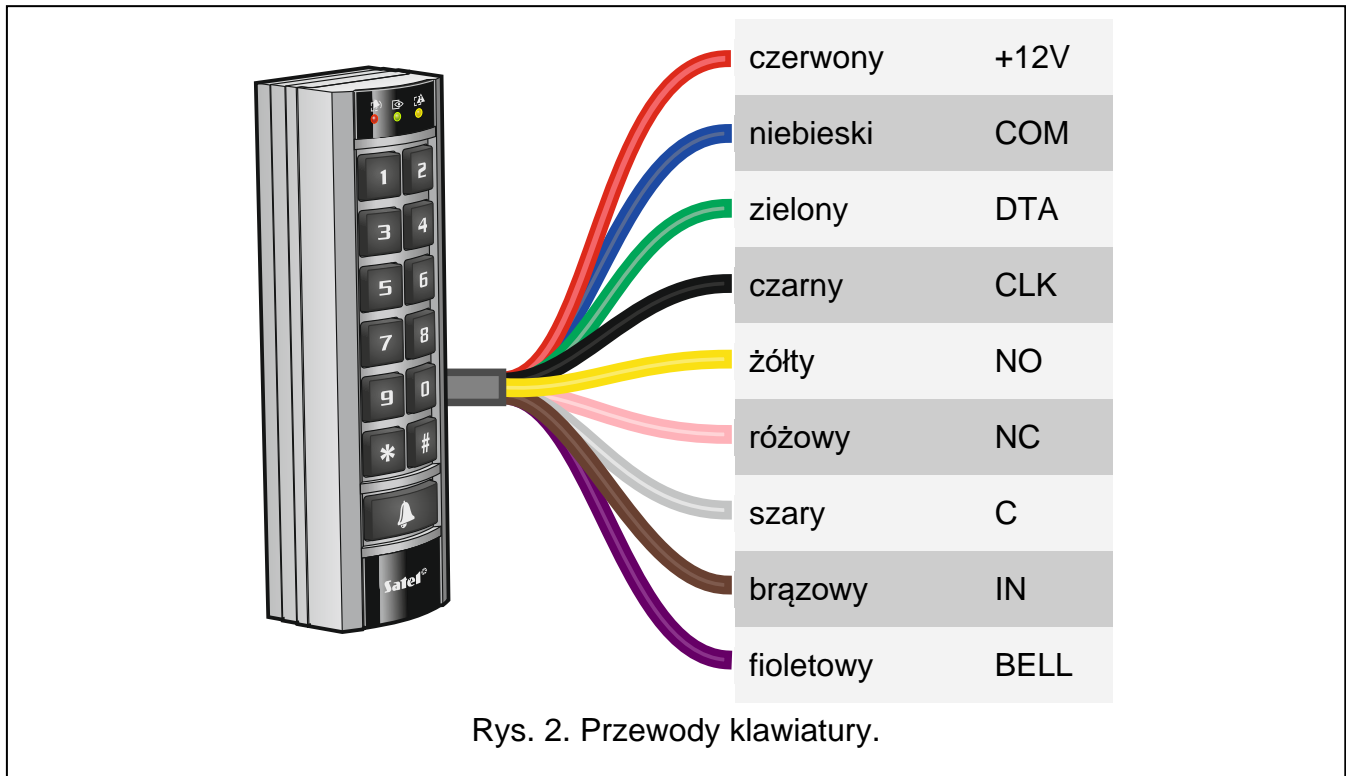 1 2
3 4
5 6
7 8
9 0
* #
Satel
czerwony +12V
niebieski COM
zielony DTA
czarny CLK
żółty NO
różowy NC
szary C
brązowy IN
fioletowy BELL
Rys. 2. Przewody klawiatury.